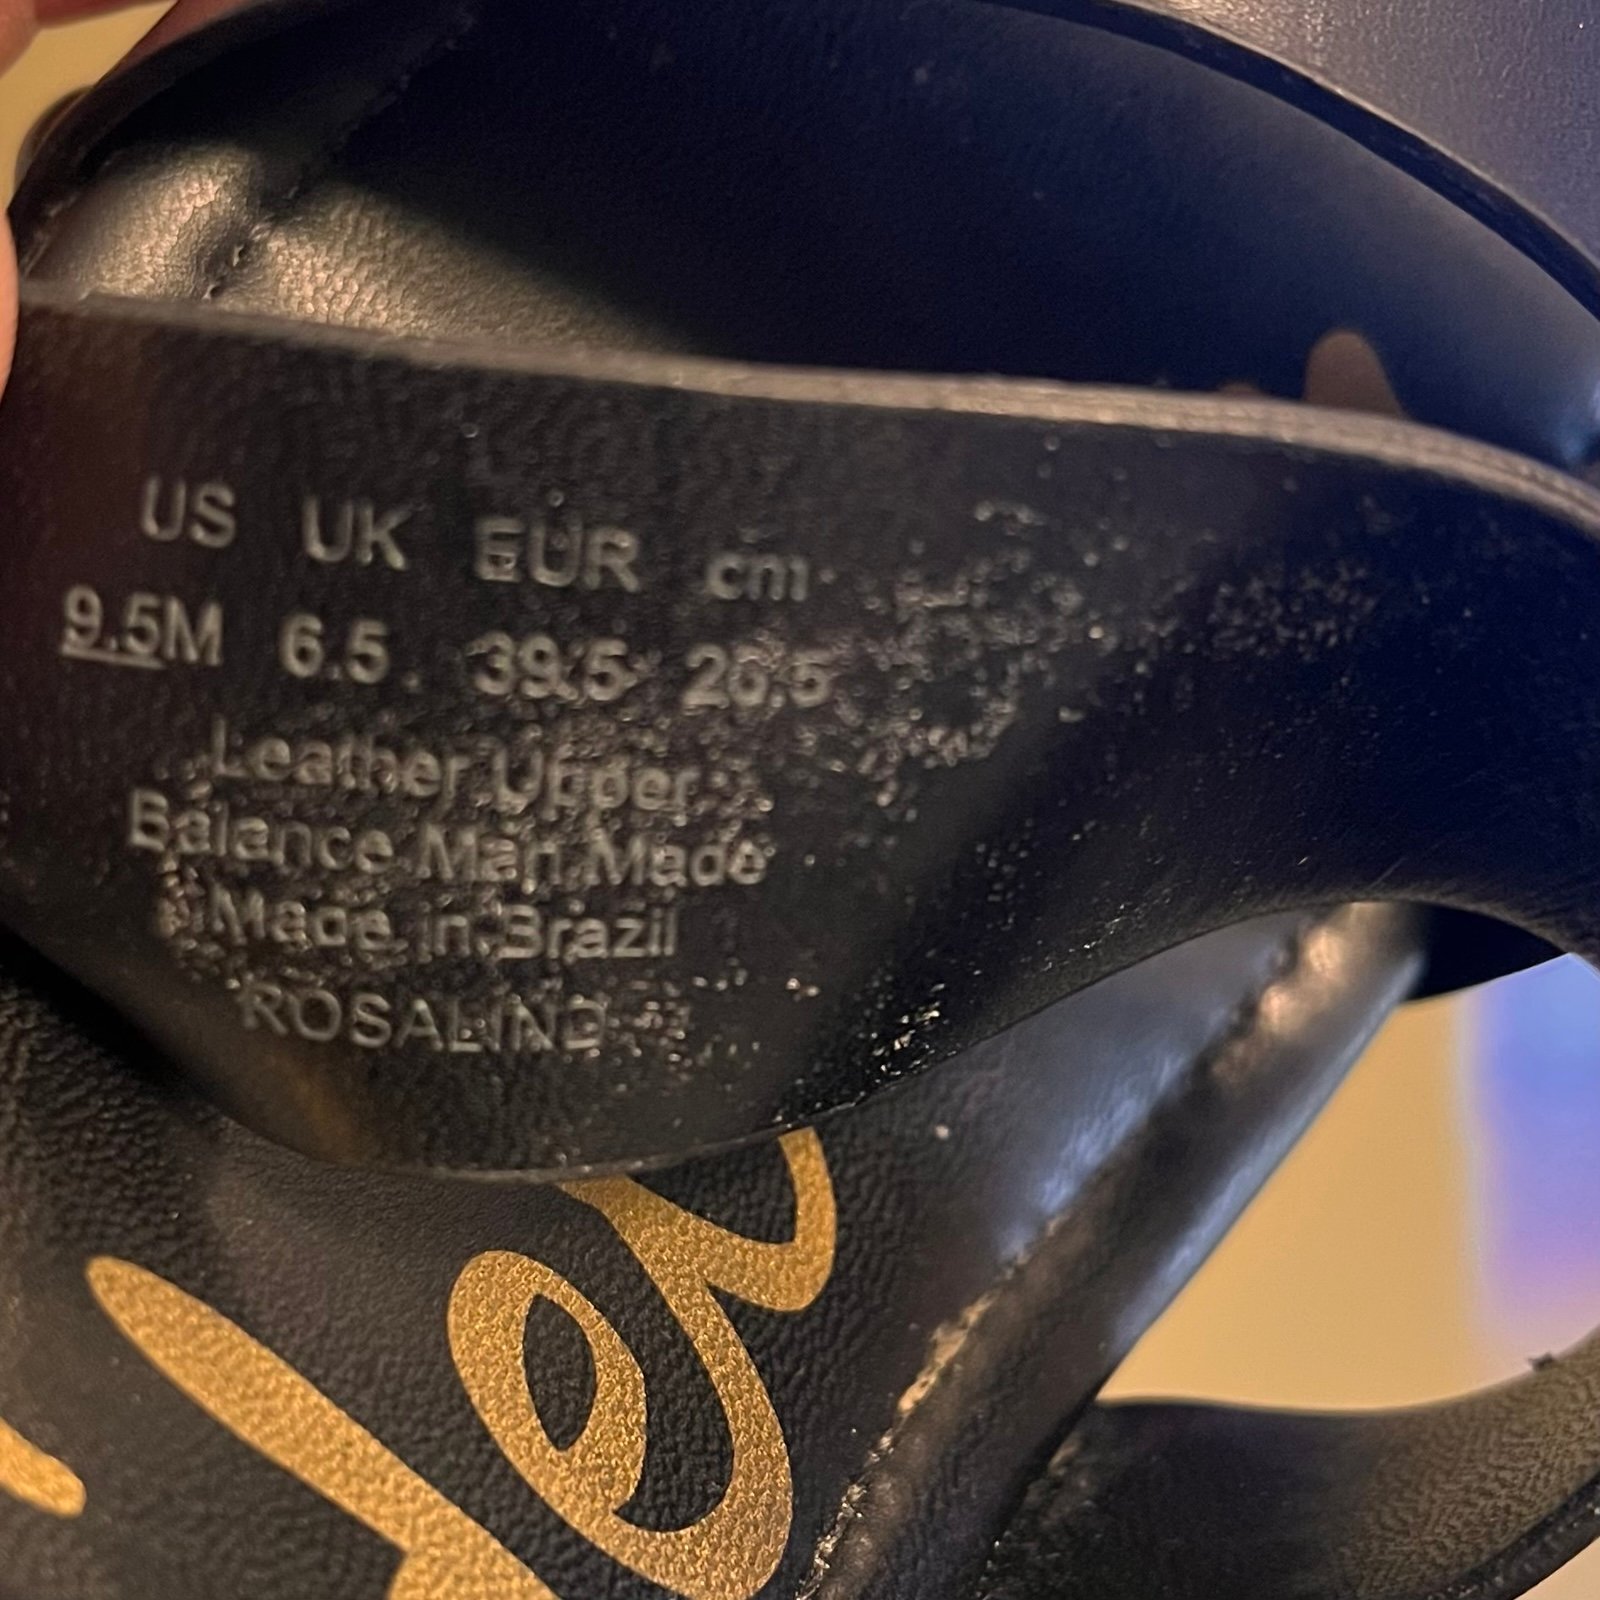 US UK EUR cm
9.5M 6.5 39.5 26.5
Leather Upper
Balance Man Made
Made in Brazil
ROSALIND